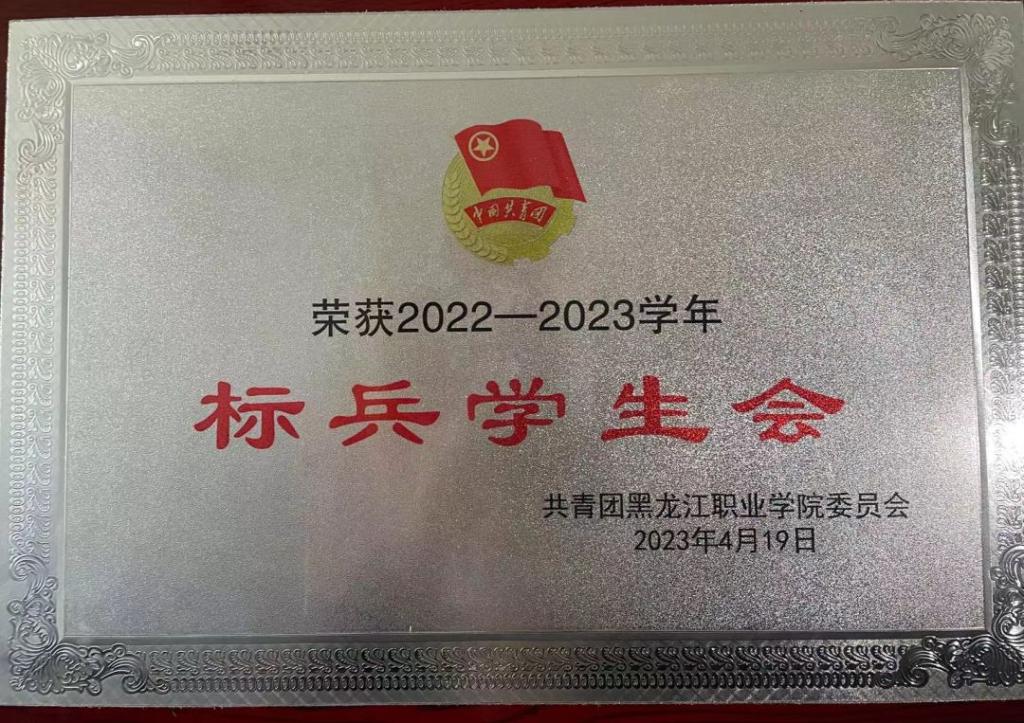 中国共青团
荣获2022—2023学年
标兵学生会
共青团黑龙江职业学院委员会
2023年4月19日